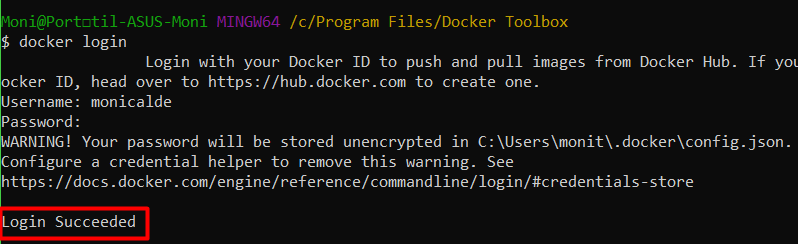 Moni@Port□til-ASUS-Moni MINGW64 /c/Program Files/Docker Toolbox
$ docker login
Login with your Docker ID to push and pull images from Docker Hub. If you
ocker ID, head over to https://hub.docker.com to create one.
Username: monicalde
Password:
WARNING! Your password will be stored unencrypted in C:\Users\monit\.docker\config.json.
Configure a credential helper to remove this warning. See
https://docs.docker.com/engine/reference/commandline/login/#credentials-store
Login Succeeded